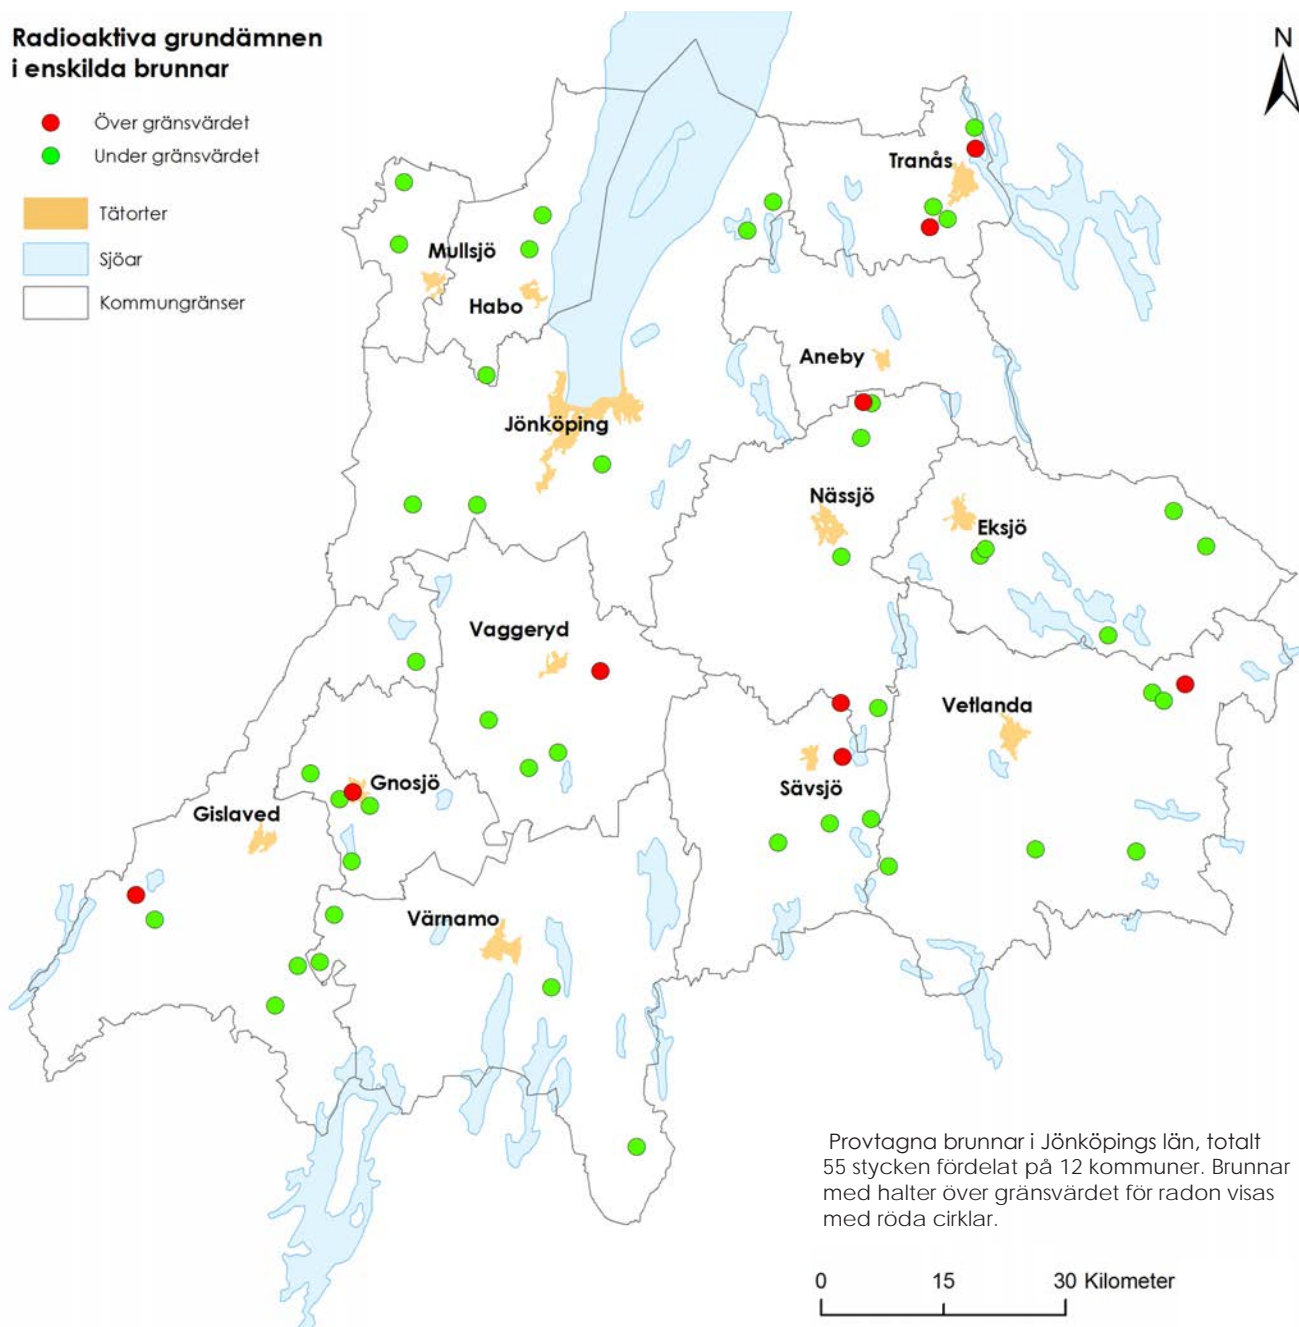 Radioaktiva grundämnen
i enskilda brunnar
Över gränsvärdet
Under gränsvärdet
Tätorter
Sjöar
Kommungränser
N
Tranås
Mullsjö
Habo
Aneby
Jönköping
Nässjö
Eksjö
Vaggeryd
Vetlanda
Gnosjö
Sävsjö
Gislaved
Värnamo
Provtagna brunnar i Jönköpings län, totalt
55 stycken fördelat på 12 kommuner. Brunnar
med halter över gränsvärdet för radon visas
med röda cirklar.
0 15 30 Kilometer